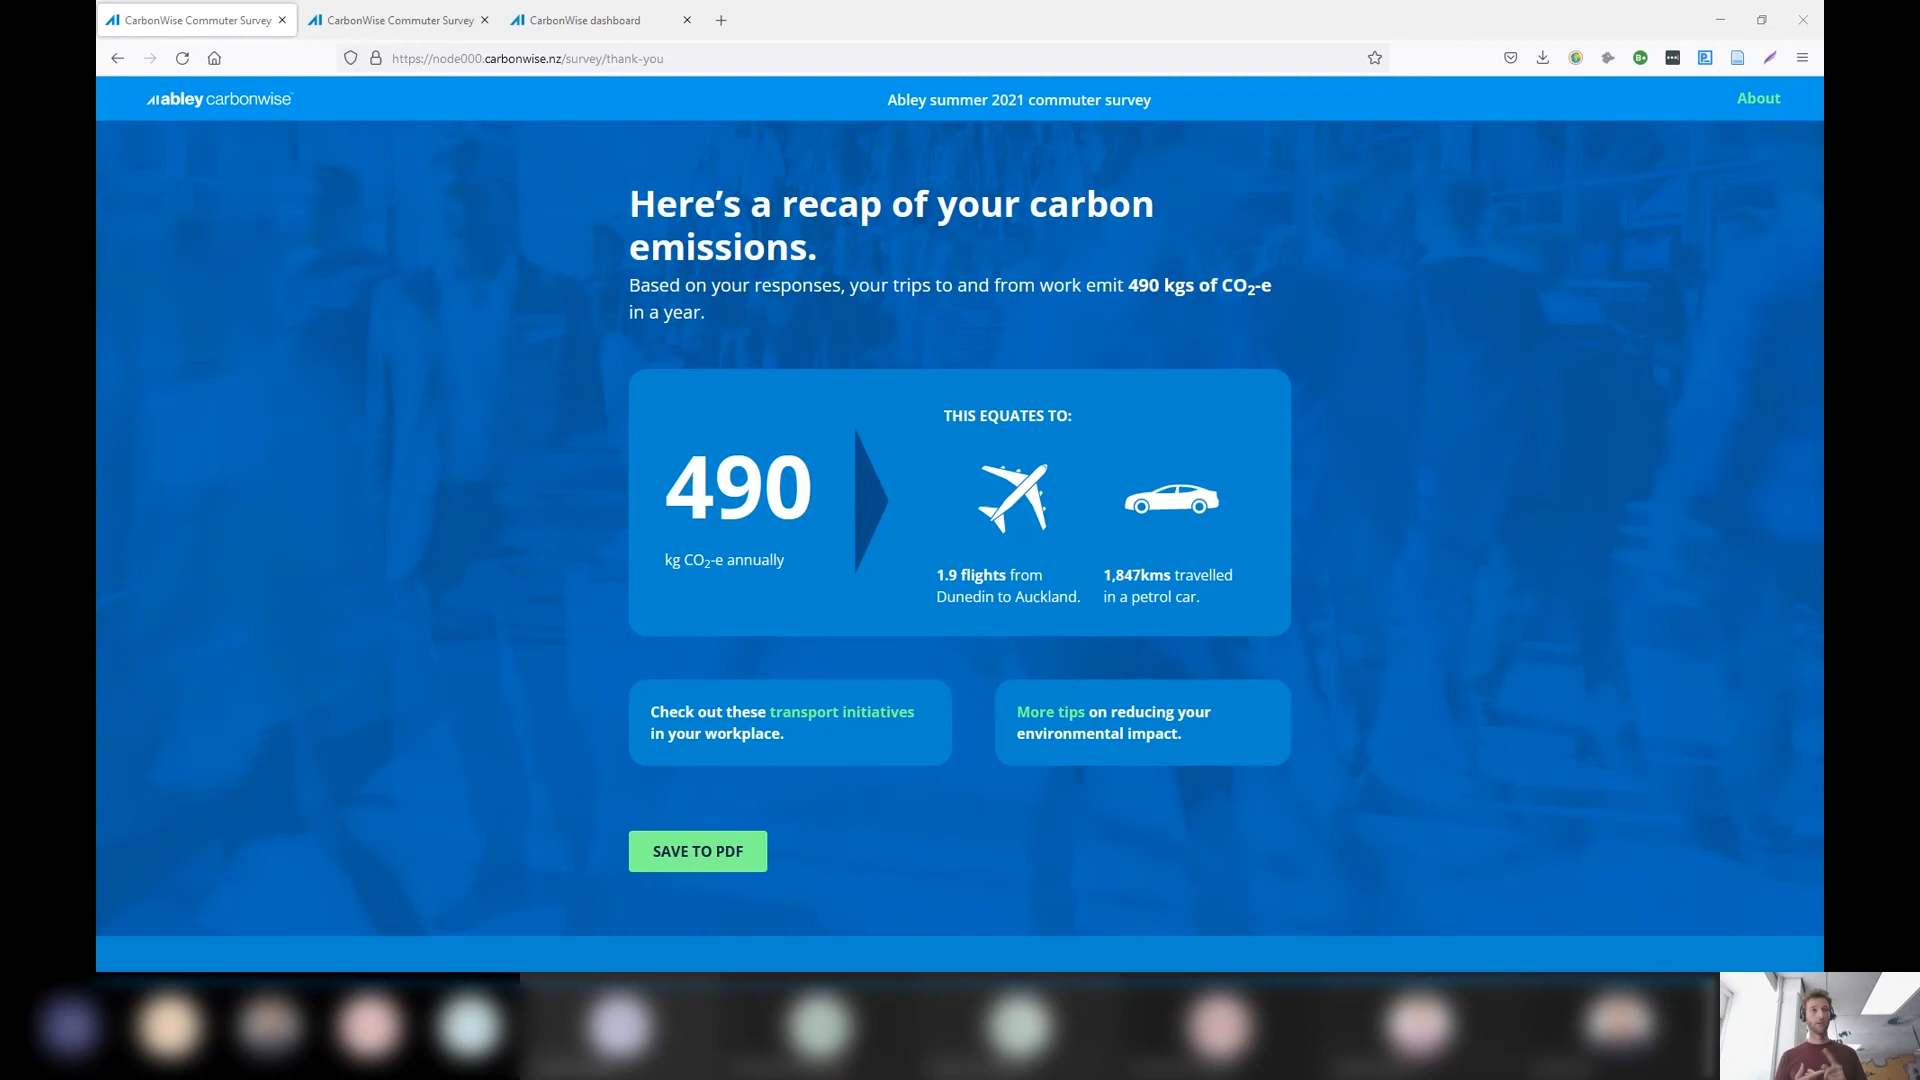 CarbonWise Commuter Survey
CarbonWise Commuter Survey
CarbonWise dashboard
https://node000.carbonwise.nz/survey/thank-you
abley carbonwise
Abley summer 2021 commuter survey
About
Here’s a recap of your carbon
emissions.
Based on your responses, your trips to and from work emit 490 kgs of CO2-e
in a year.
THIS EQUATES TO:
490
kg CO2-e annually
1.9 flights from
Dunedin to Auckland.
1,847kms travelled
in a petrol car.
Check out these transport initiatives
in your workplace.
More tips on reducing your
environmental impact.
SAVE TO PDF